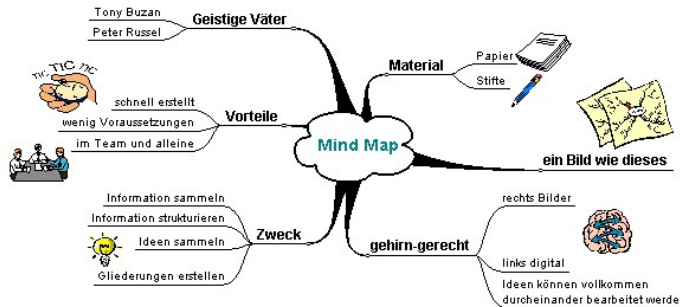 Tony Buzan
Peter Russel
Geistige Väter
TIC TIC TIC
schnell erstellt
wenig Voraussetzungen
im Team und alleine
Vorteile
Information sammeln
Information strukturieren
Ideen sammeln
Gliederungen erstellen
Zweck
Mind Map
Material
Papier
Stifte
ein Bild wie dieses
gehirn-gerecht
rechts Bilder
links digital
Ideen können vollkommen
durcheinander bearbeitet werde